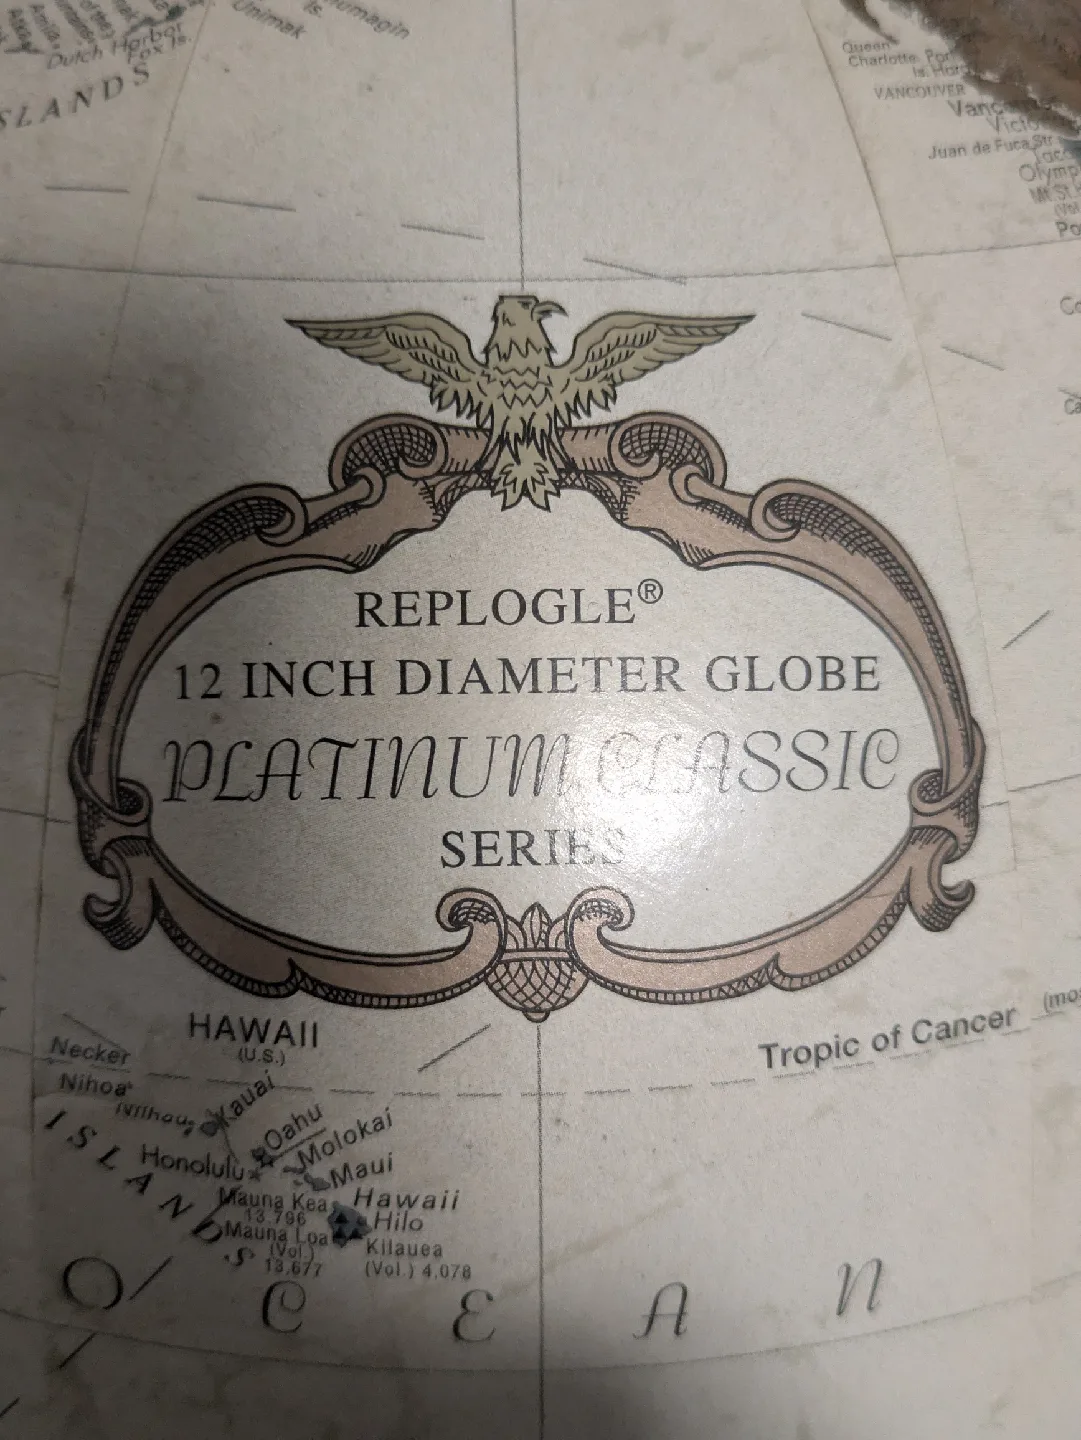 Unimak
Is.
Dutch Harbor
Fox Is.
ISLANDS
Queen
Charlotte
VANCOUVER
Juan de Fuca Str
REPLOGLE®
12 INCH DIAMETER GLOBE
PLATINUM CLASSIC
SERIES
HAWAII
(U.S.)
Tropic of Cancer
Necker
Nihoa
Kauai
Oahu
Molokai
Honolulu
Maui
Mauna Kea
13,796
Hawaii
Hilo
Mauna Loa
(Vol.)
13,677
Kilauea
(Vol.) 4,078
ISLANDS
OCEAN